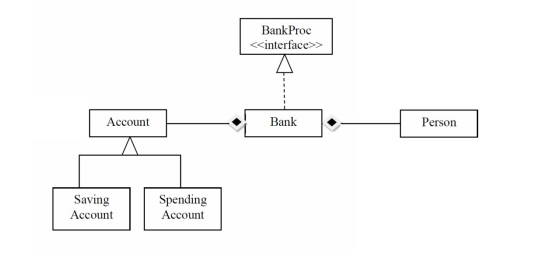 BankProc
<<interface>>
Account
Bank
Person
Saving
Account
Spending
Account